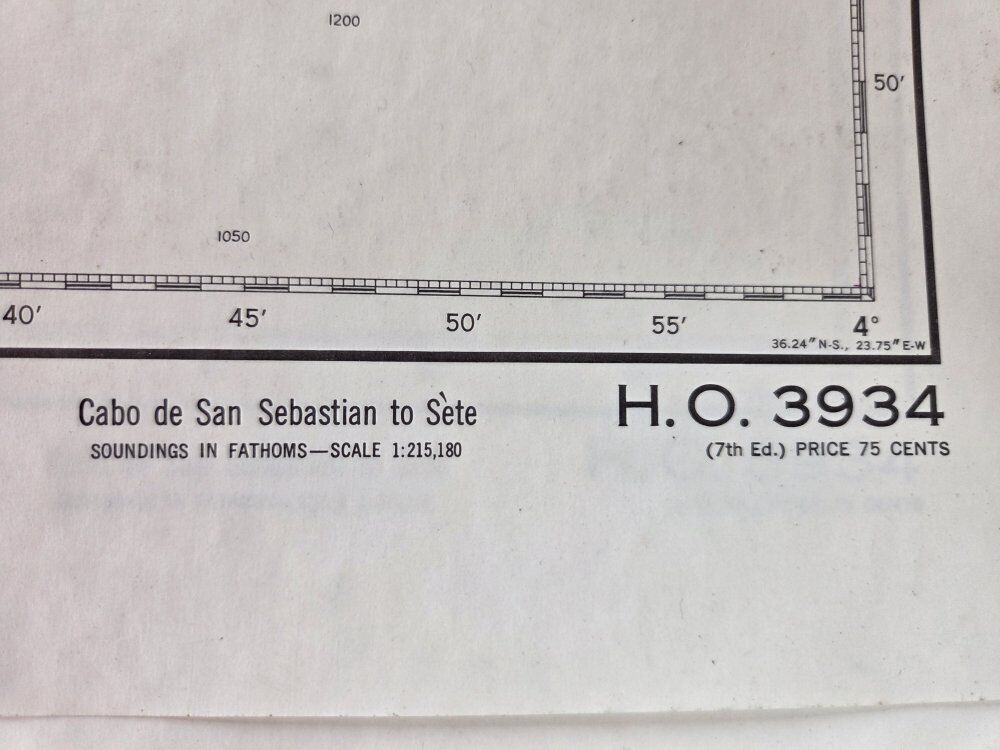 1200
50′
1050
40′ 45′ 50′ 55′ 4°
36.24″ N-S., 23.75″ E-W
Cabo de San Sebastian to Sète
SOUNDINGS IN FATHOMS—SCALE 1:215,180
H. O. 3934
(7th Ed.) PRICE 75 CENTS